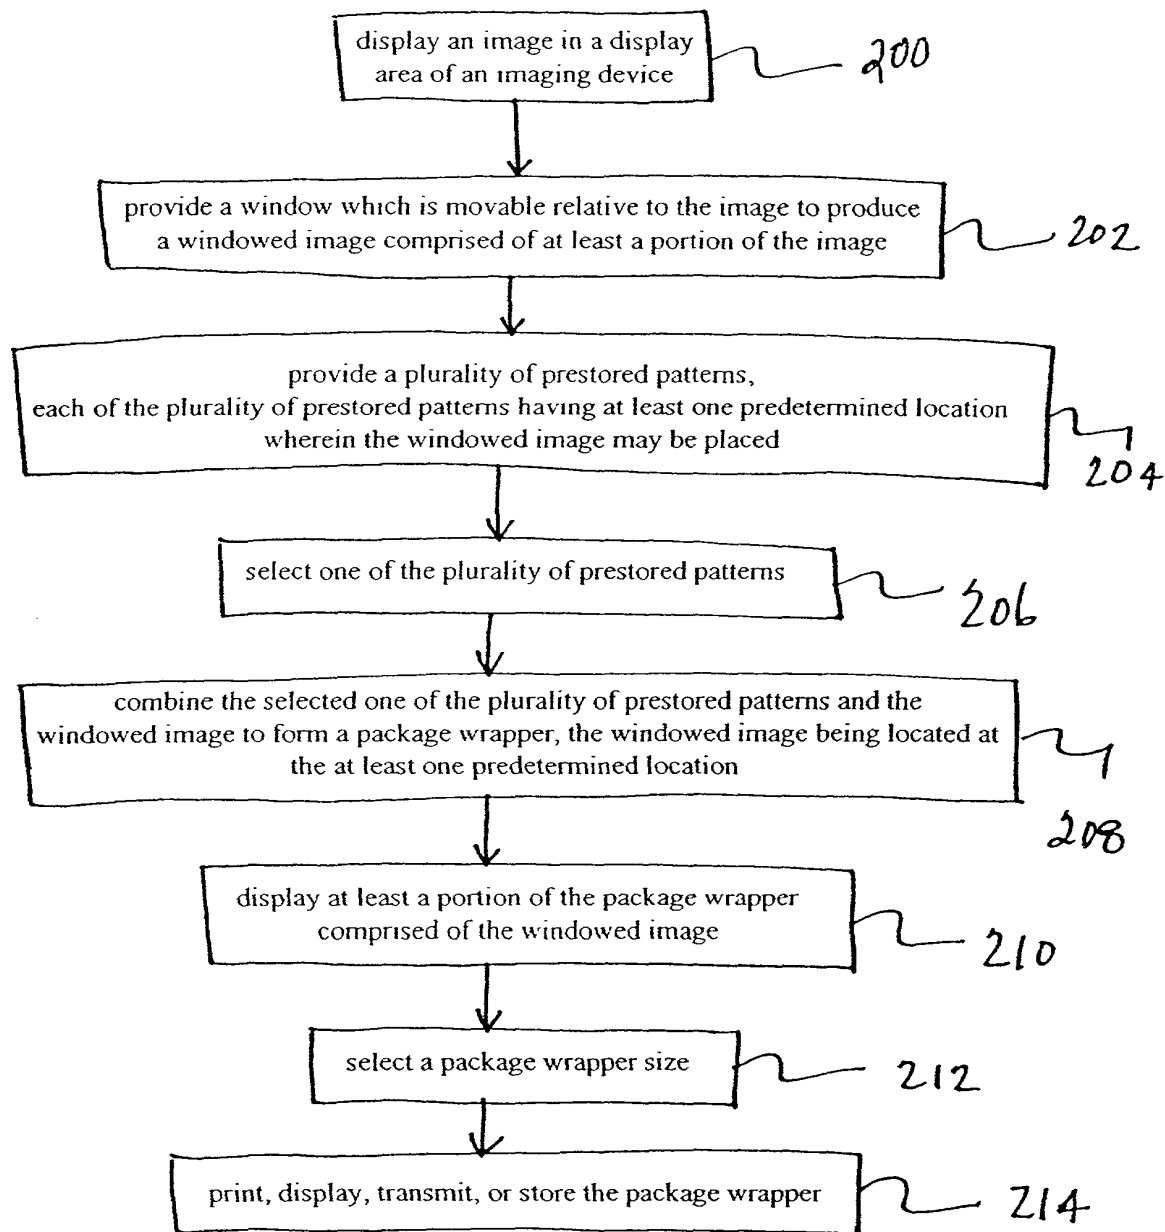 display an image in a display
area of an imaging device
200
provide a window which is movable relative to the image to produce
a windowed image comprised of at least a portion of the image
202
provide a plurality of prestored patterns,
each of the plurality of prestored patterns having at least one predetermined location
wherein the windowed image may be placed
204
select one of the plurality of prestored patterns
206
combine the selected one of the plurality of prestored patterns and the
windowed image to form a package wrapper, the windowed image being located at
the at least one predetermined location
208
display at least a portion of the package wrapper
comprised of the windowed image
210
select a package wrapper size
212
print, display, transmit, or store the package wrapper
214